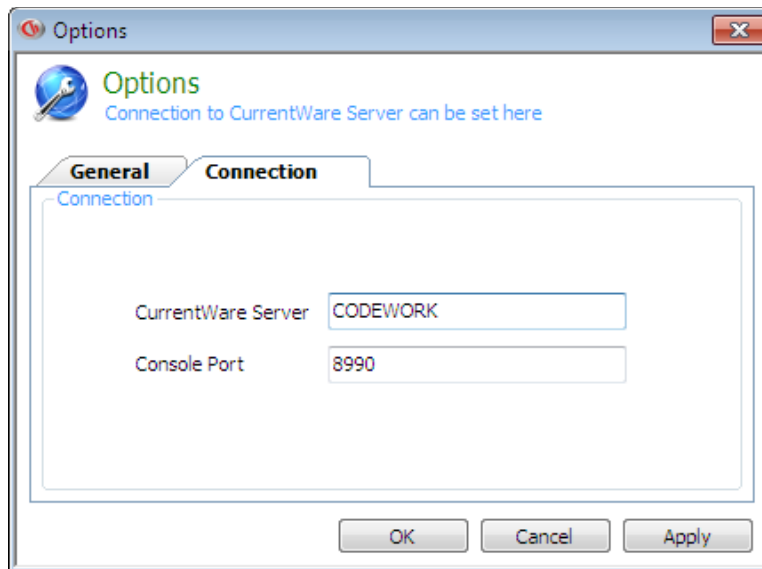 Options
Options
Connection to CurrentWare Server can be set here
General Connection
Connection
CurrentWare Server CODEWORK
Console Port 8990
OK Cancel Apply